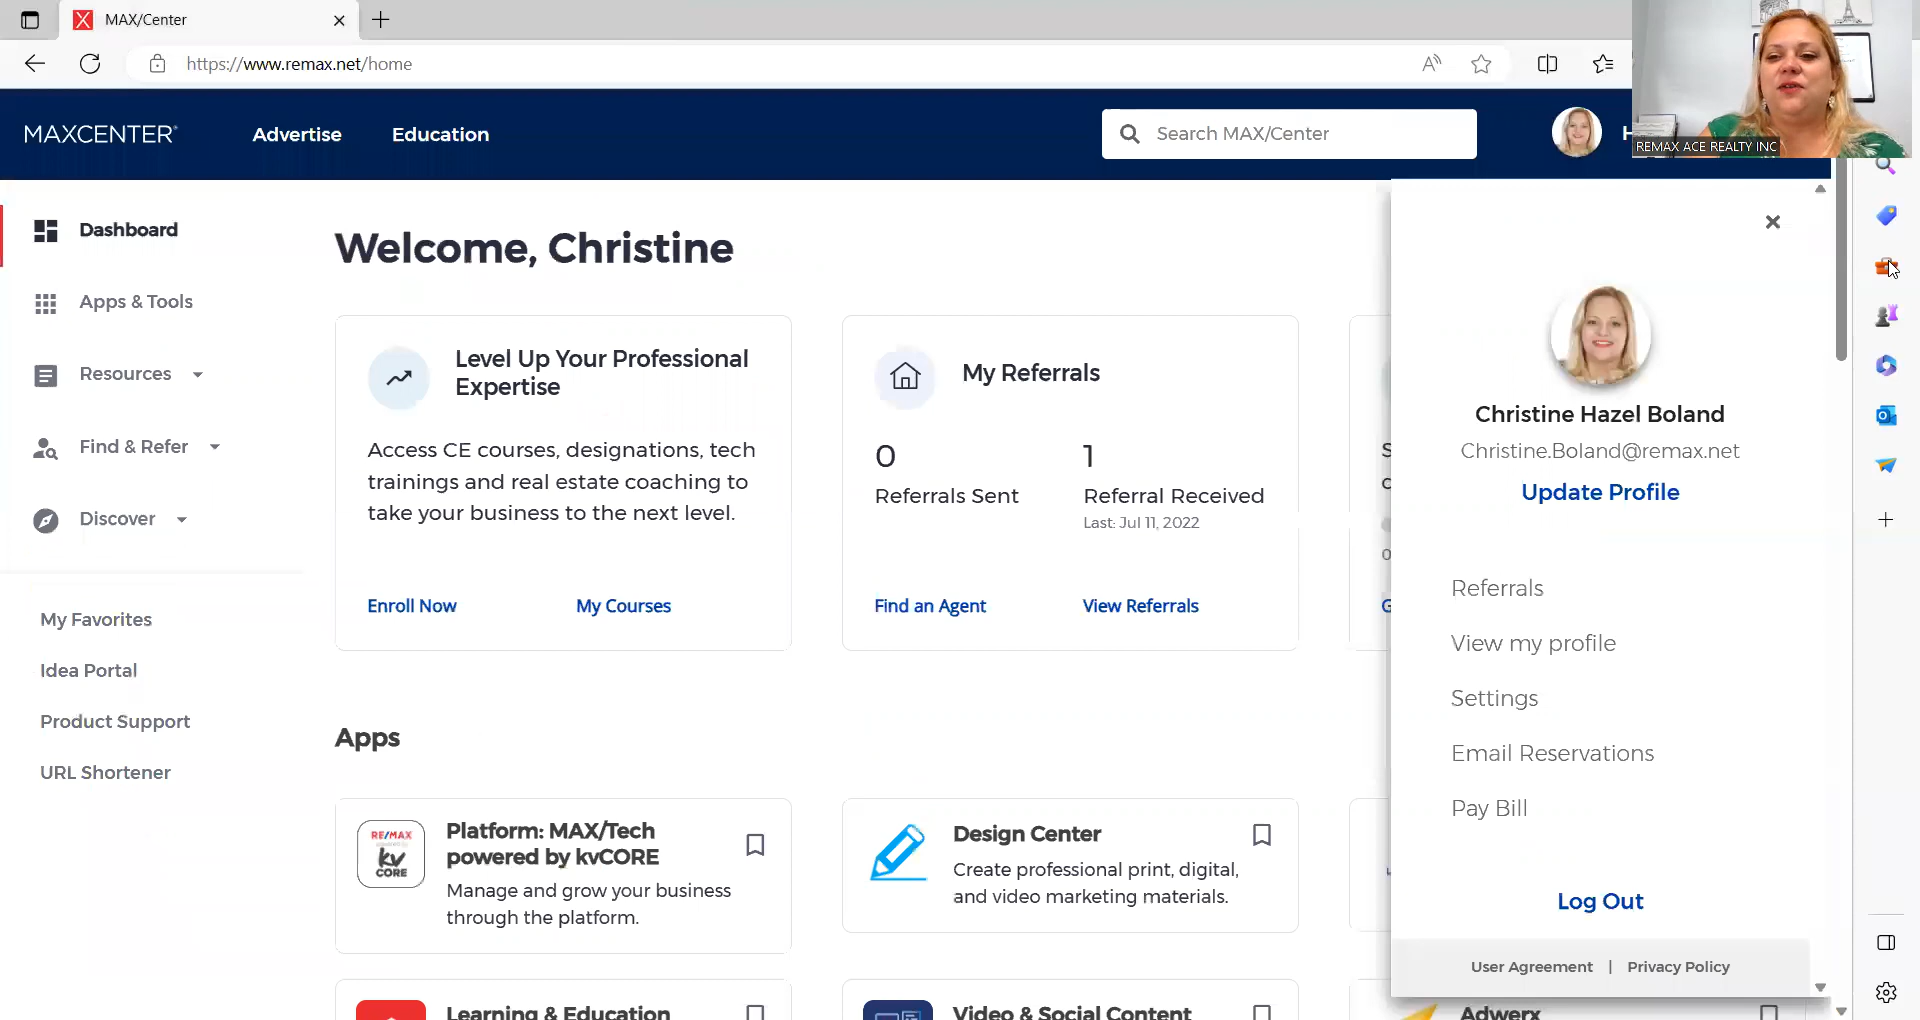 MAX/Center
https://www.remax.net/home
MAXCENTER
Advertise
Education
Search MAX/Center
H
REMAX ACE REALTY INC
Dashboard
Apps & Tools
Resources
Find & Refer
Discover
My Favorites
Idea Portal
Product Support
URL Shortener
Welcome, Christine
Level Up Your Professional
Expertise
Access CE courses, designations, tech
trainings and real estate coaching to
take your business to the next level.
Enroll Now
My Courses
My Referrals
0
Referrals Sent
1
Referral Received
Last: Jul 11, 2022
Find an Agent
View Referrals
Apps
RE/MAX
kv
CORE
Platform: MAX/Tech
powered by kvCORE
Manage and grow your business
through the platform.
Design Center
Create professional print, digital,
and video marketing materials.
Learning & Education
Video & Social Content
Adwerx
Christine Hazel Boland
Christine.Boland@remax.net
Update Profile
Referrals
View my profile
Settings
Email Reservations
Pay Bill
Log Out
User Agreement | Privacy Policy